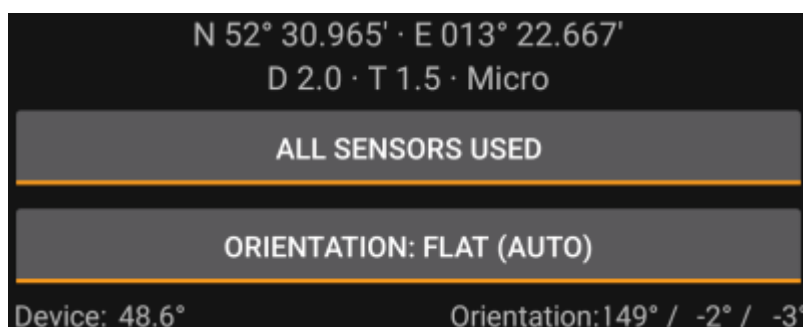 N 52° 30.965' · E 013° 22.667'
D 2.0 · T 1.5 · Micro
ALL SENSORS USED
ORIENTATION: FLAT (AUTO)
Device: 48.6° Orientation:149° / -2° / -3°